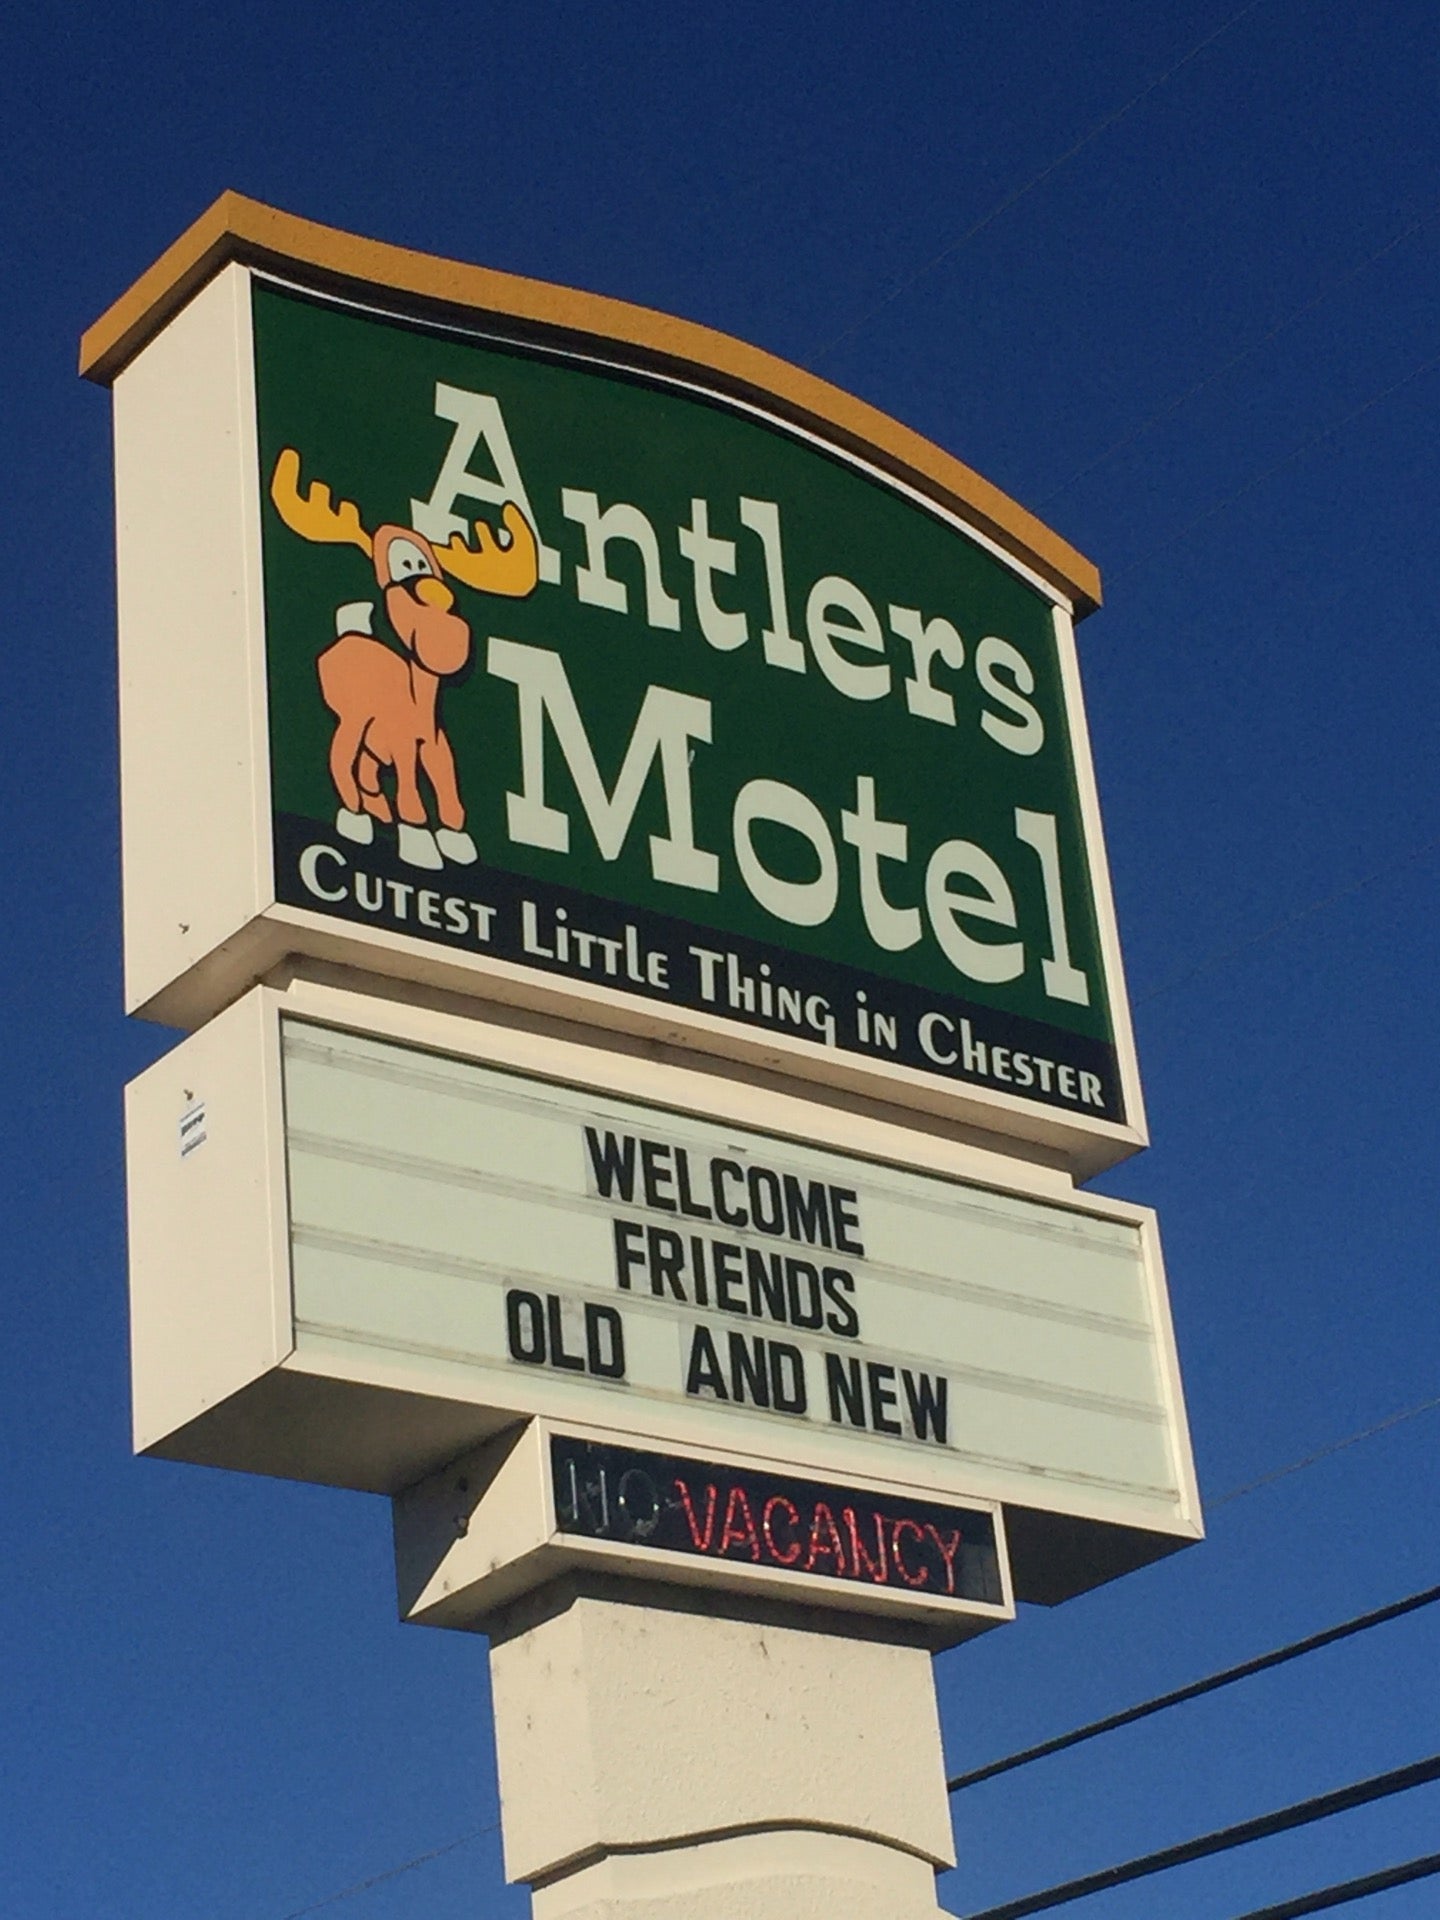 Antlers
Motel
Cutest Little Thing in Chester
WELCOME
FRIENDS
OLD AND NEW
NO VACANCY